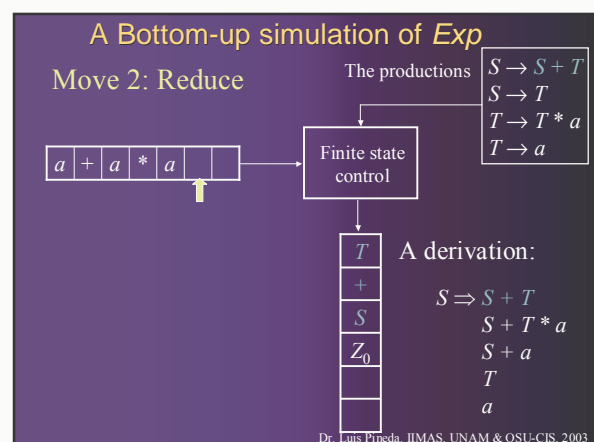 A Bottom-up simulation of Exp
Move 2: Reduce
The productions
S → S + T
S → T
T → T * a
T → a
a + a * a
Finite state
control
T
+
S
Z₀
A derivation:
S ⇒ S + T
S + T * a
S + a
T
a
Dr. Luis Pineda, IIMAS, UNAM & OSU-CIS, 2003